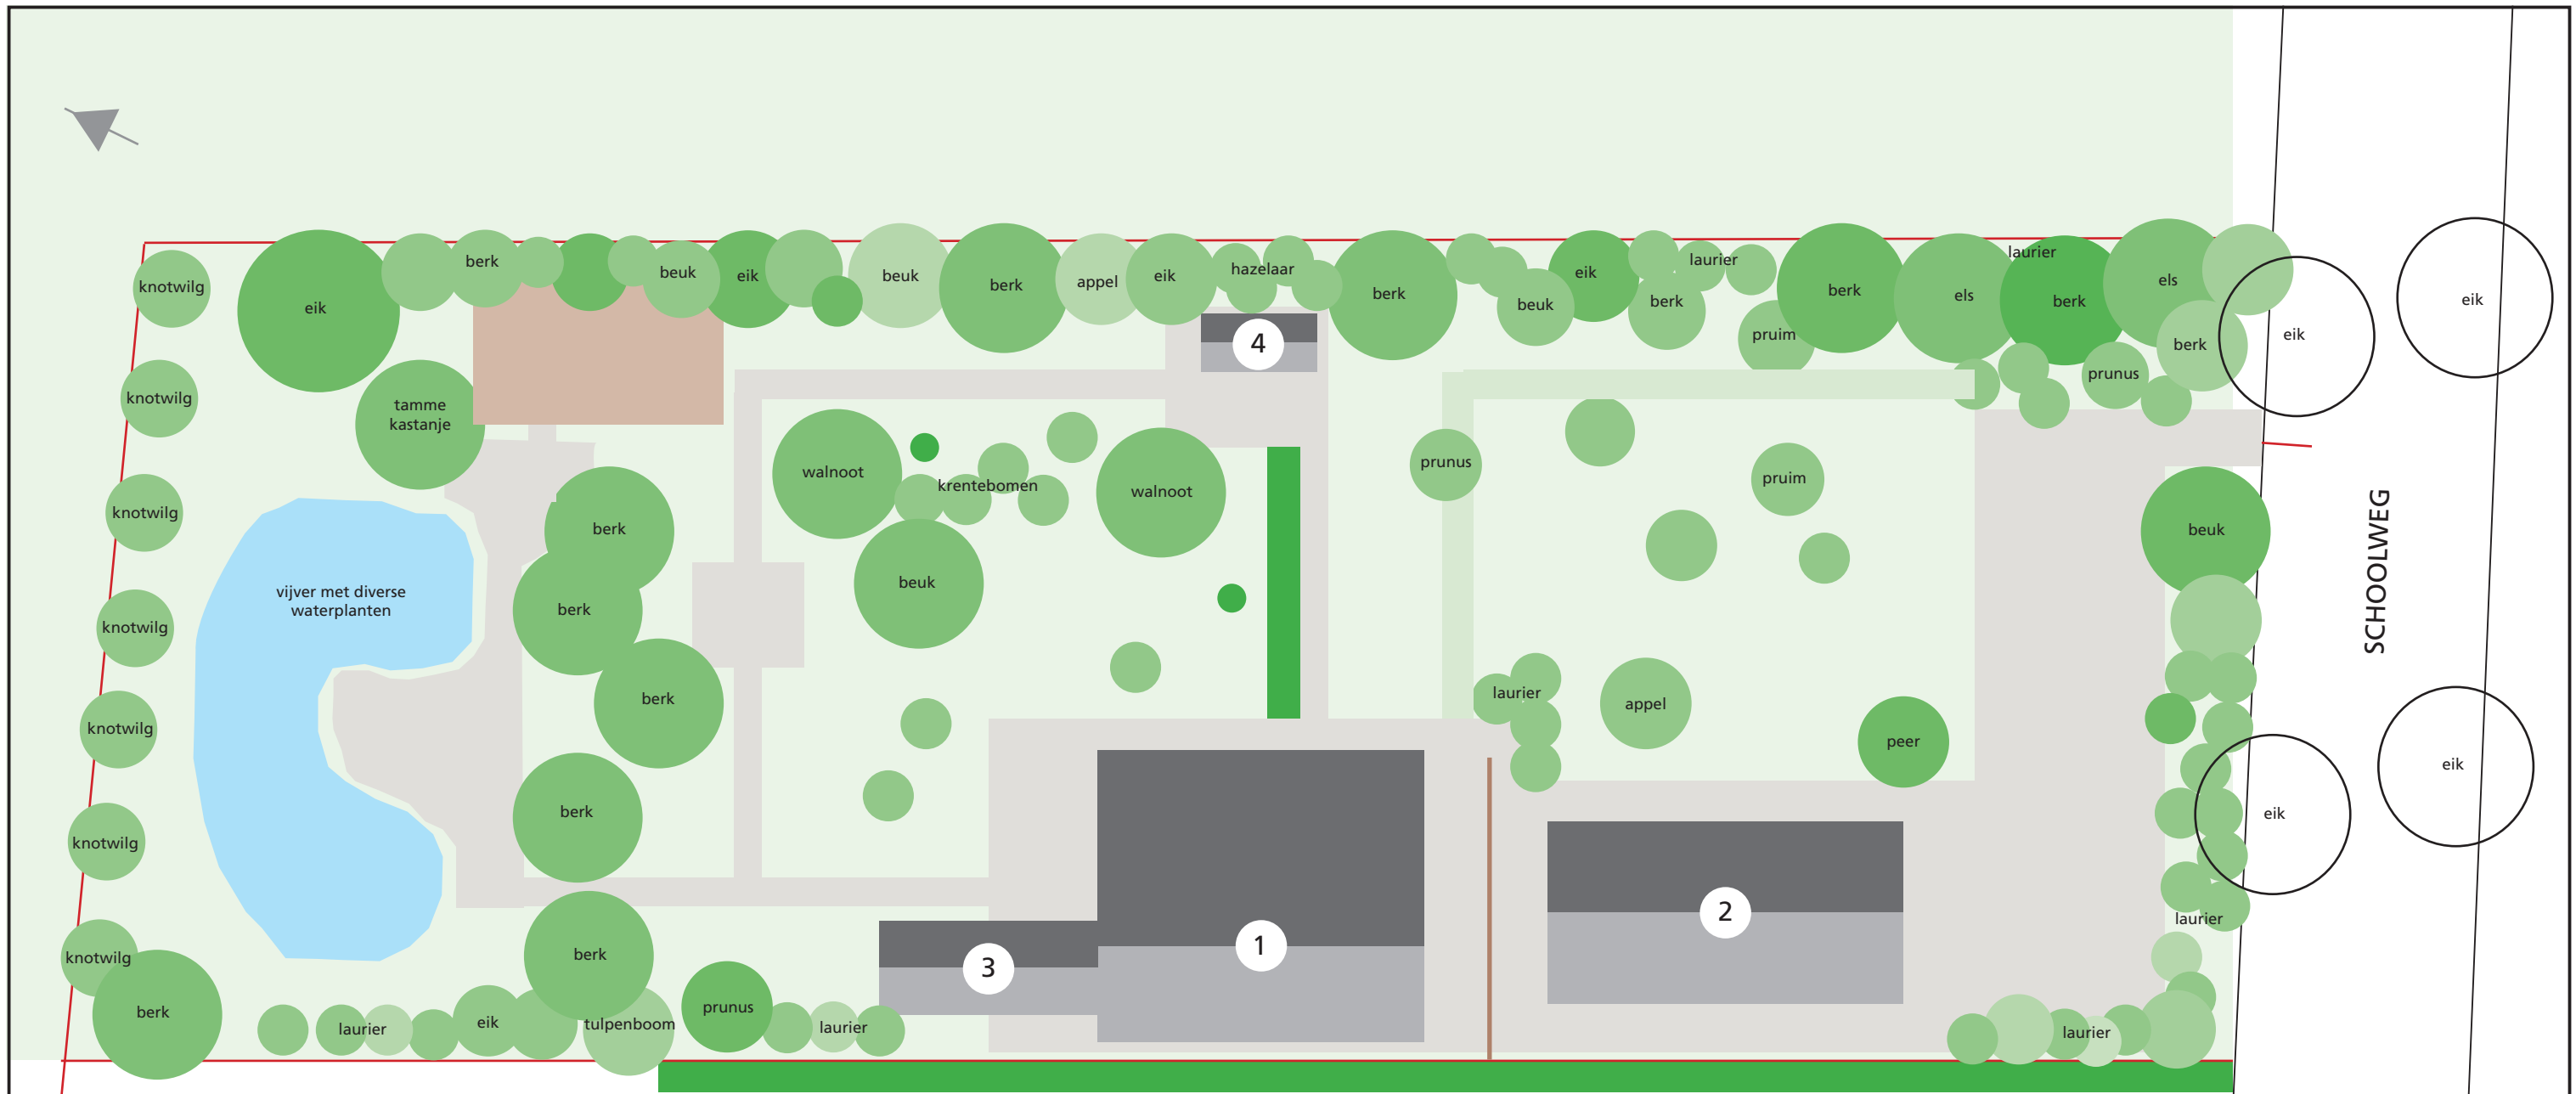 berk
beuk
eik
beuk
berk
appel
eik
hazelaar
berk
eik
beuk
laurier
berk
pruim
berk
els
laurier
berk
els
berk
eik
eik
knotwilg
eik
4
prunus
knotwilg
tamme
kastanje
walnoot
krentebomen
walnoot
prunus
pruim
knotwilg
berk
beuk
SCHOOLWEG
vijver met diverse
waterplanten
beuk
knotwilg
berk
berk
laurier
appel
peer
knotwilg
eik
berk
eik
knotwilg
2
1
3
laurier
knotwilg
berk
berk
laurier
eik
tulpenboom
prunus
laurier
laurier